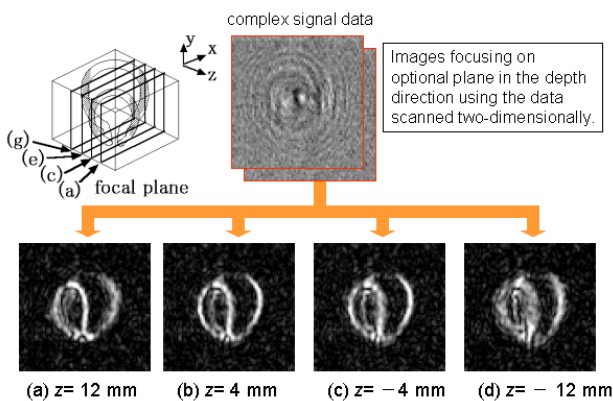 complex signal data
y
x
z
Images focusing on
optional plane in the depth
direction using the data
scanned two-dimensionally.
(g)
(e)
(c)
(a)
focal plane
(a) z= 12 mm
(b) z= 4 mm
(c) z= −4 mm
(d) z= − 12 mm